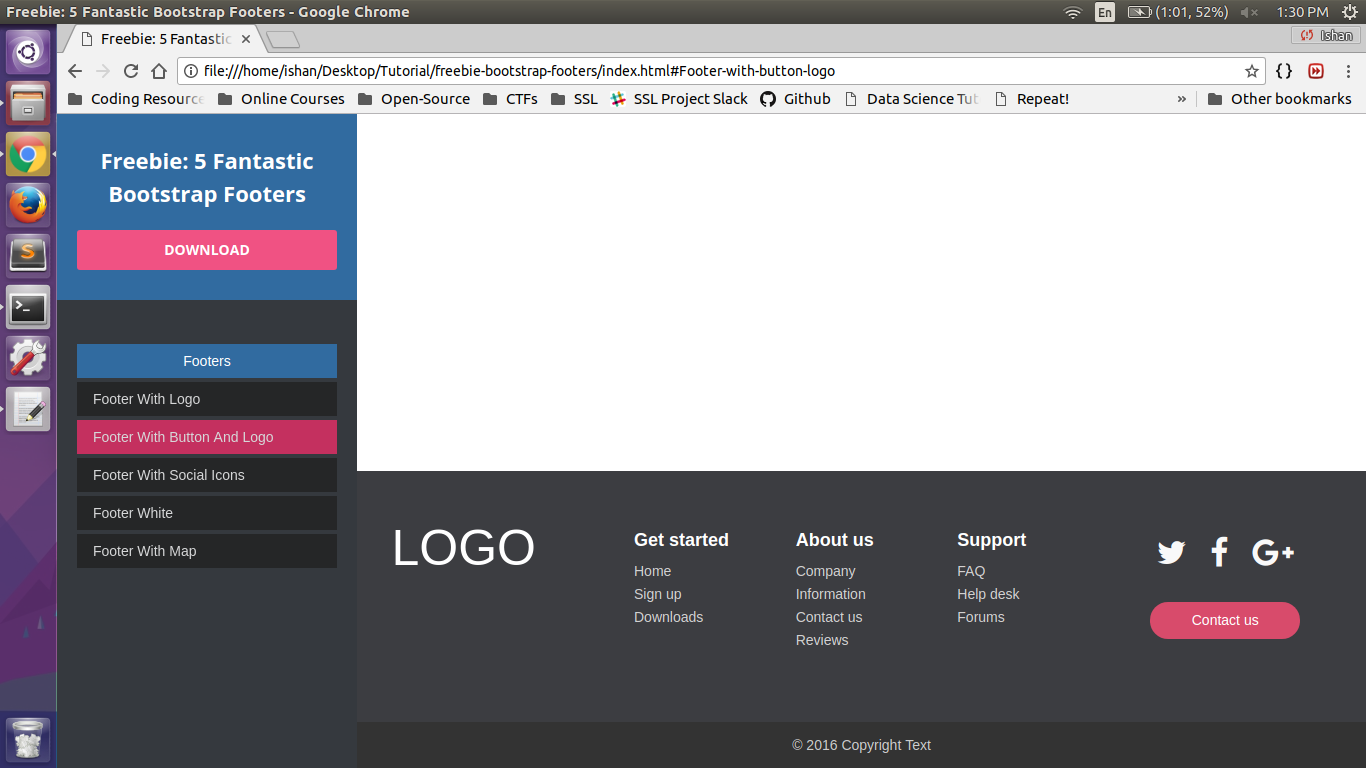 Freebie: 5 Fantastic Bootstrap Footers - Google Chrome
En (1:01, 52%) 1:30 PM
Freebie: 5 Fantastic
Ishan
file:///home/ishan/Desktop/Tutorial/freebie-bootstrap-footers/index.html#Footer-with-button-logo
Coding Resource Online Courses Open-Source CTFs SSL SSL Project Slack Github Data Science Tut Repeat! » Other bookmarks
Freebie: 5 Fantastic
Bootstrap Footers
DOWNLOAD
Footers
Footer With Logo
Footer With Button And Logo
Footer With Social Icons
Footer White
Footer With Map
LOGO
Get started
Home
Sign up
Downloads
About us
Company
Information
Contact us
Reviews
Support
FAQ
Help desk
Forums
Contact us
© 2016 Copyright Text